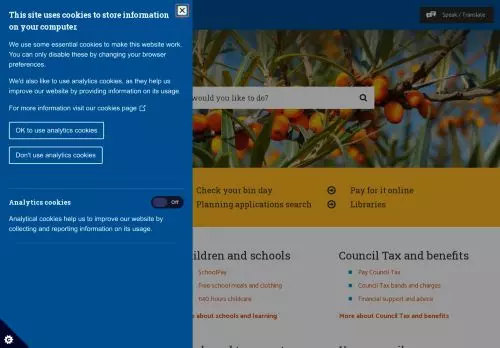 This site uses cookies to store information
on your computer
We use some essential cookies to make this website work.
You can only disable these by changing your browser
preferences.
We'd also like to use analytics cookies, as they help us
improve our website by providing information on its usage
For more information visit our cookies page
OK to use analytics cookies
Don't use analytics cookies
Analytics cookies
Off
Analytical cookies help us to improve our website by
collecting and reporting information on its usage.
Speak / Translate
would you like to do?
Check your bin day
Pay for it online
Planning applications search
Libraries
ildren and schools
SchoolPay
Free school meals and clothing
1140 hours childcare
e about schools and learning
Council Tax and benefits
Pay Council Tax
Council Tax bands and charges
Financial support and advice
More about Council Tax and benefits